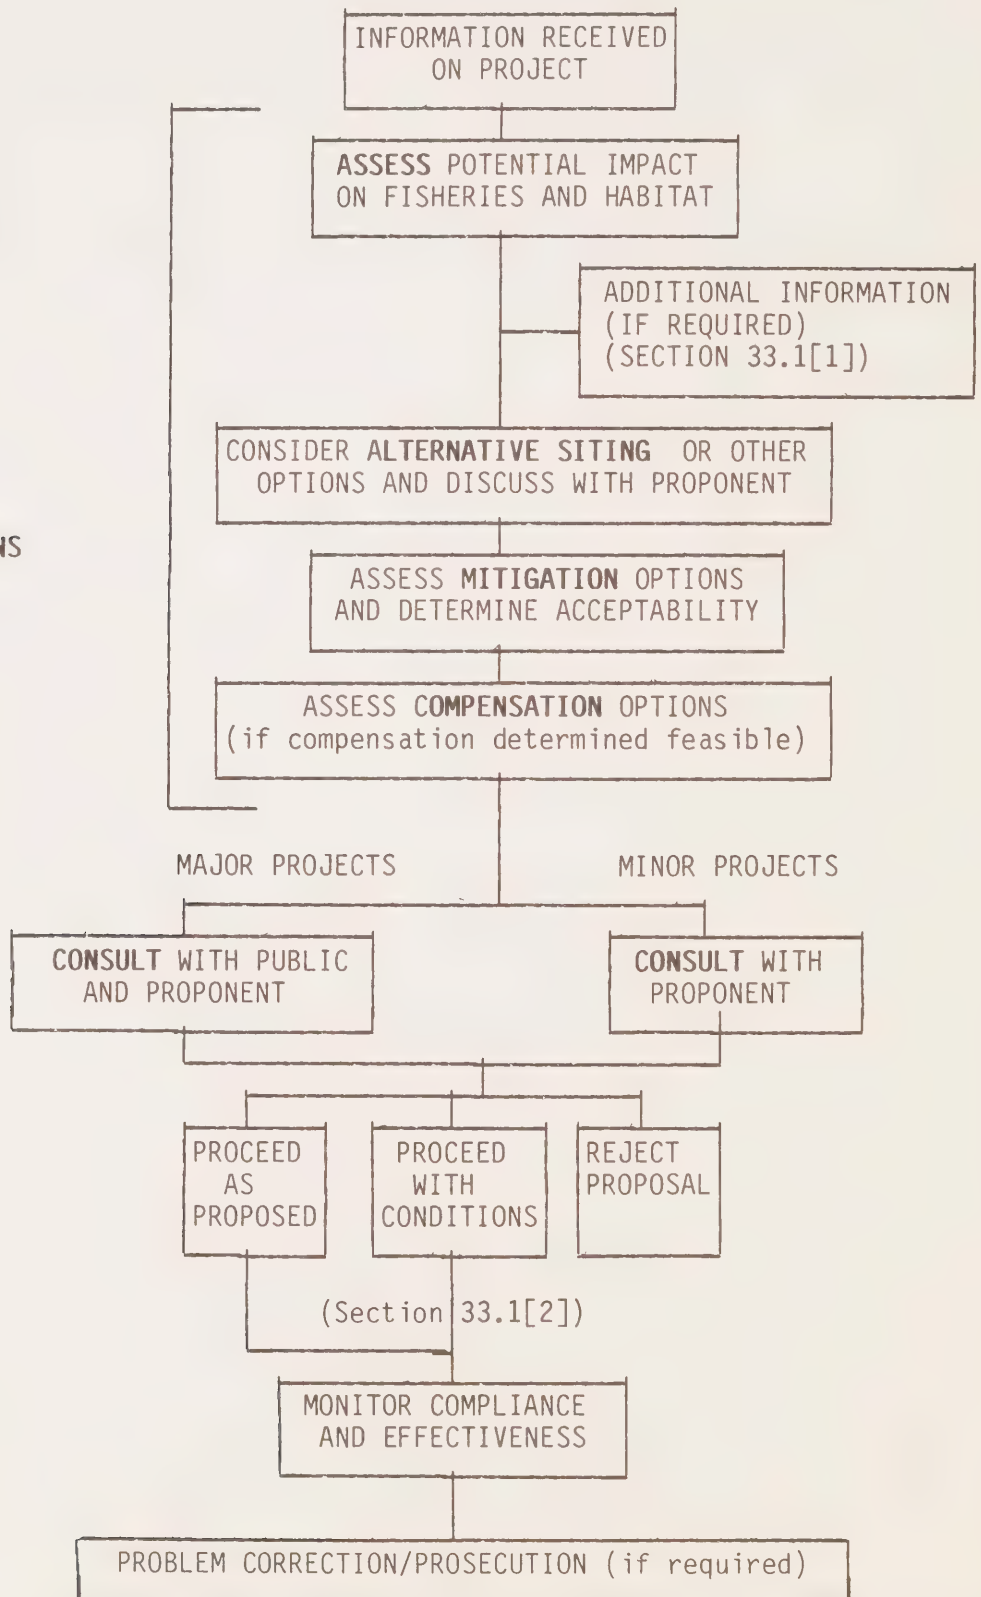 INFORMATION RECEIVED
ON PROJECT
ASSESS POTENTIAL IMPACT
ON FISHERIES AND HABITAT
ADDITIONAL INFORMATION
(IF REQUIRED)
(SECTION 33.1[1])
CONSIDER ALTERNATIVE SITING OR OTHER
OPTIONS AND DISCUSS WITH PROPONENT
ASSESS MITIGATION OPTIONS
AND DETERMINE ACCEPTABILITY
ASSESS COMPENSATION OPTIONS
(if compensation determined feasible)
MAJOR PROJECTS
MINOR PROJECTS
CONSULT WITH PUBLIC
AND PROPONENT
CONSULT WITH
PROPONENT
PROCEED
AS
PROPOSED
PROCEED
WITH
CONDITIONS
REJECT
PROPOSAL
(Section 33.1[2])
MONITOR COMPLIANCE
AND EFFECTIVENESS
PROBLEM CORRECTION/PROSECUTION (if required)